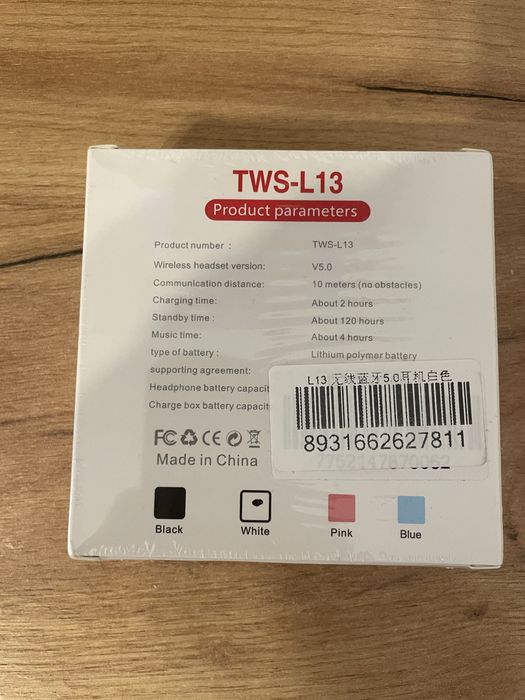 TWS-L13
Product parameters
Product number : TWS-L13
Wireless headset version: V5.0
Communication distance: 10 meters (no obstacles)
Charging time: About 2 hours
Standby time : About 120 hours
Music time: About 4 hours
type of battery : Lithium polymer battery
supporting agreement:
Headphone battery capacit
Charge box battery capacit
L13 无线蓝牙5.0耳机白色
8931662627811
FC CE
Made in China
Black White Pink Blue